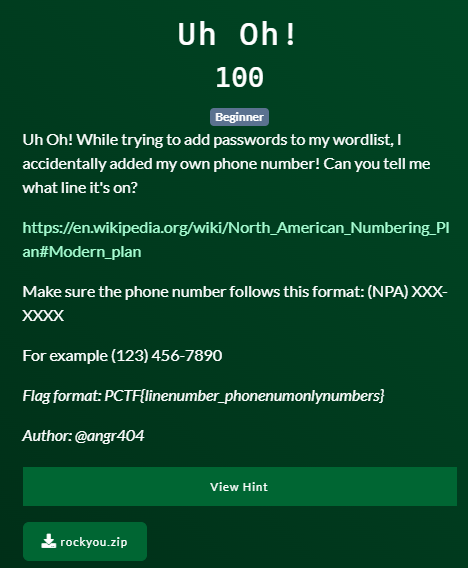 Uh Oh!
100
Beginner
Uh Oh! While trying to add passwords to my wordlist, I
accidentally added my own phone number! Can you tell me
what line it's on?
https://en.wikipedia.org/wiki/North_American_Numbering_Pl
an#Modern_plan
Make sure the phone number follows this format: (NPA) XXX-
XXXX
For example (123) 456-7890
Flag format: PCTF{linenumber_phonenumonlynumbers}
Author: @angr404
View Hint
rockyou.zip